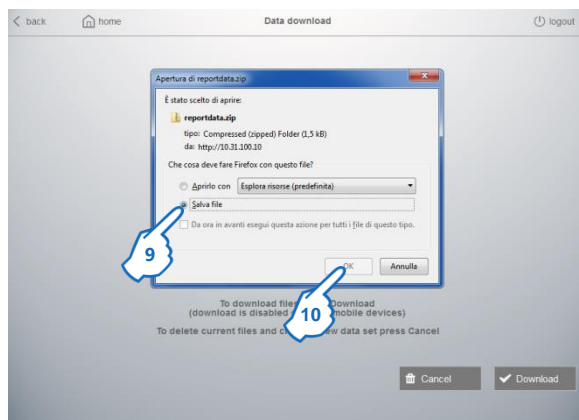 back
home
Data download
logout
Apertura di reportdata.zip
È stato scelto di aprire:
reportdata.zip
tipo: Compressed (zipped) Folder (1,5 kB)
da: http://10.31.100.10
Che cosa deve fare Firefox con questo file?
Aprirlo con Esplora risorse (predefinita)
Salva file
Da ora in avanti esegui questa azione per tutti i file di questo tipo.
9
OK Annulla
10
To download files Download
(download is disabled mobile devices)
To delete current files and new data set press Cancel
Cancel
Download